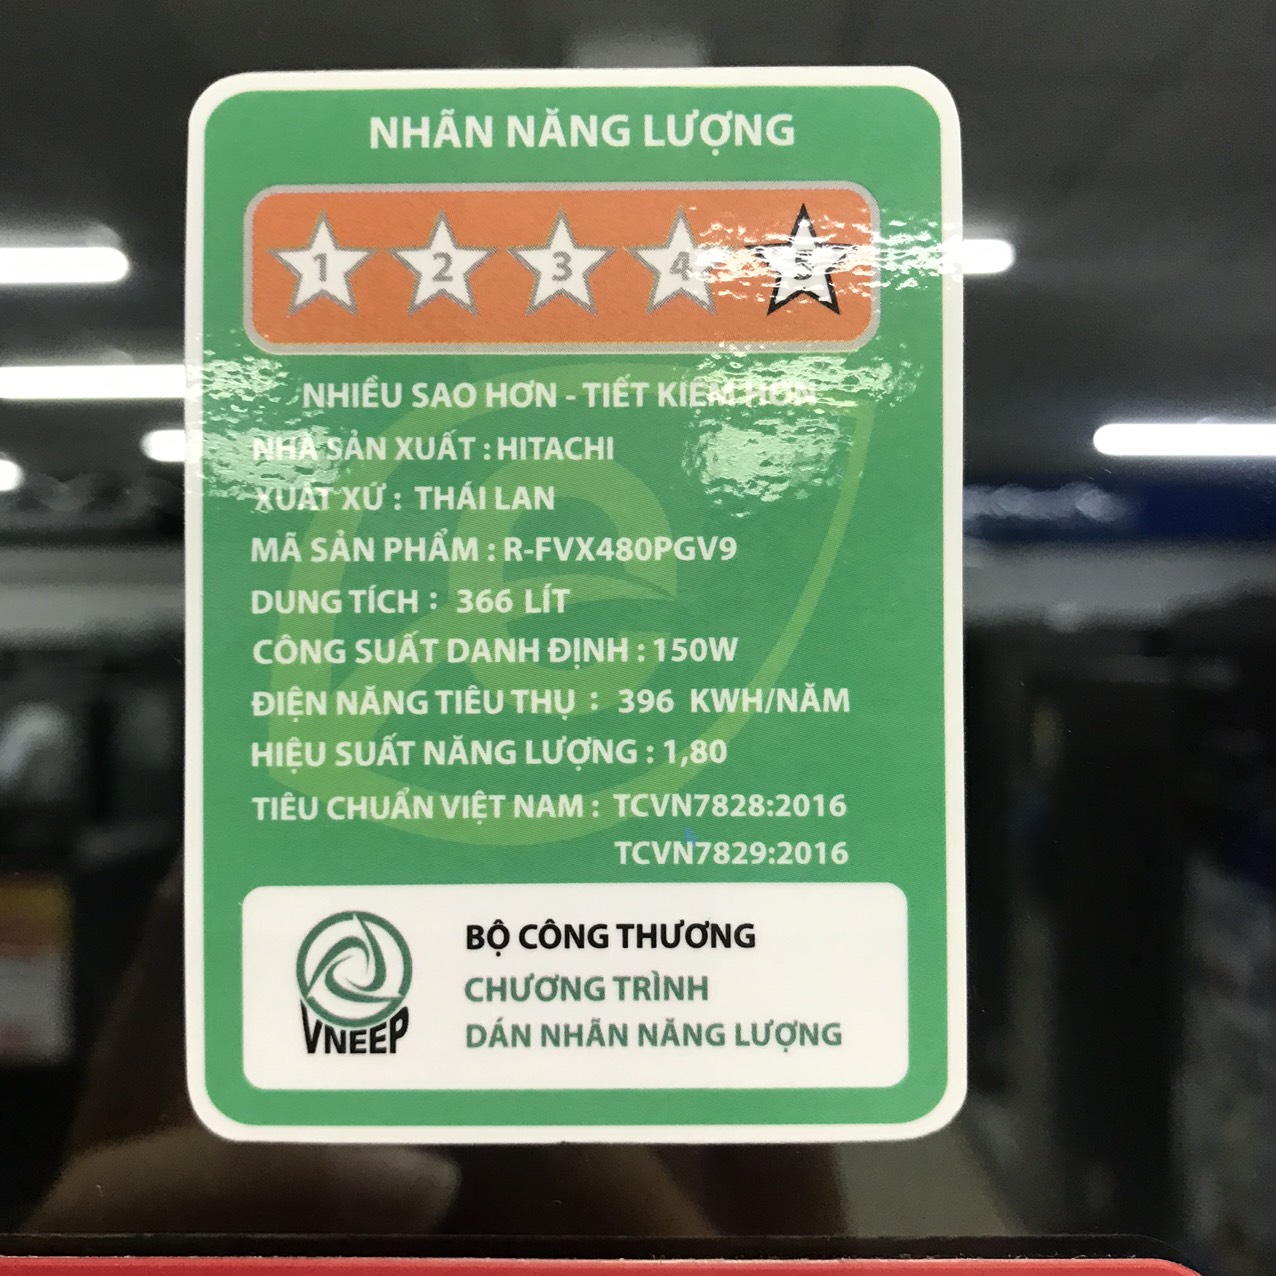 NHÃN NĂNG LƯỢNG
1 2 3 4 5
NHIỀU SAO HƠN - TIẾT KIỆM HƠN
NHÀ SẢN XUẤT : HITACHI
XUẤT XỨ : THÁI LAN
MÃ SẢN PHẨM : R-FVX480PGV9
DUNG TÍCH : 366 LÍT
CÔNG SUẤT DANH ĐỊNH : 150W
ĐIỆN NĂNG TIÊU THỤ : 396 KWH/NĂM
HIỆU SUẤT NĂNG LƯỢNG : 1,80
TIÊU CHUẨN VIỆT NAM : TCVN7828:2016
TCVN7829:2016
BỘ CÔNG THƯƠNG
CHƯƠNG TRÌNH
DÁN NHÃN NĂNG LƯỢNG
VNEEP